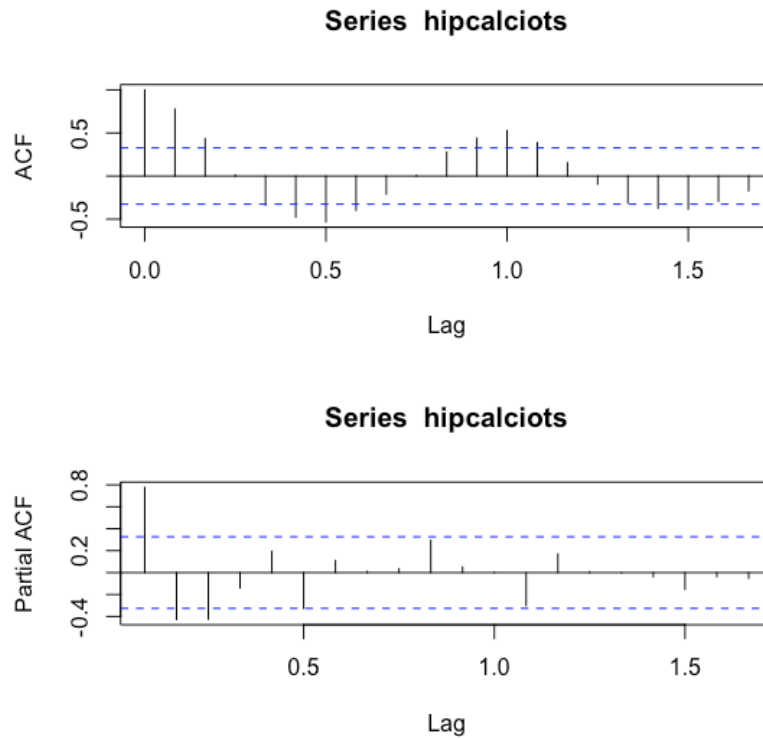 Series hipcalciots
ACF
0.5
-0.5
0.0 0.5 1.0 1.5
Lag
Series hipcalciots
Partial ACF
0.8
0.2
-0.4
0.5 1.0 1.5
Lag